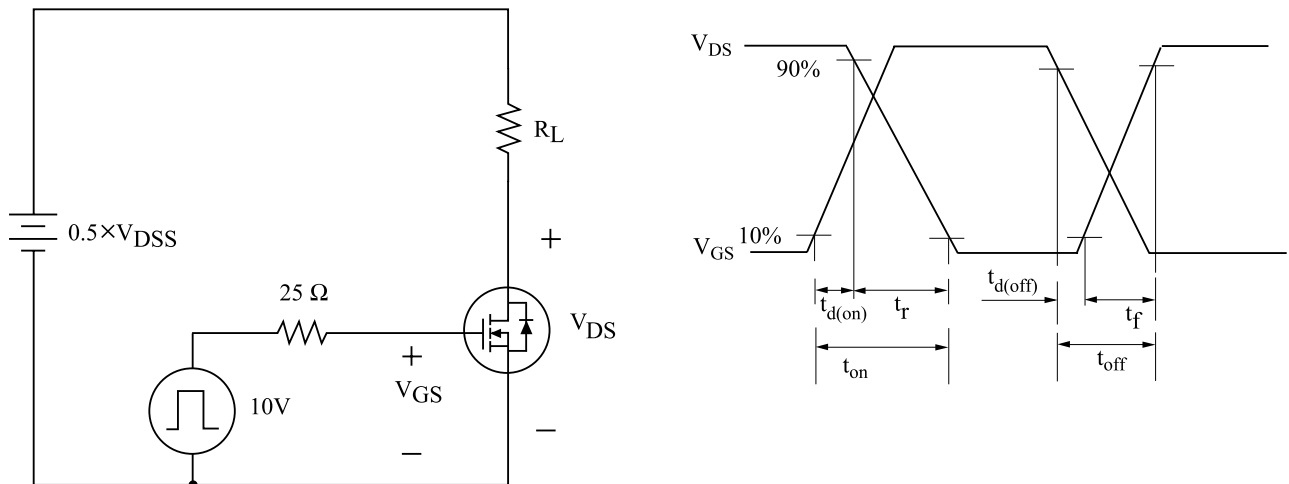 R_L
0.5×V_DSS
25 Ω
+
V_DS
+
V_GS
10V
−
−
V_DS
90%
10%
V_GS
t_d(on)
t_r
t_d(off)
t_f
t_on
t_off